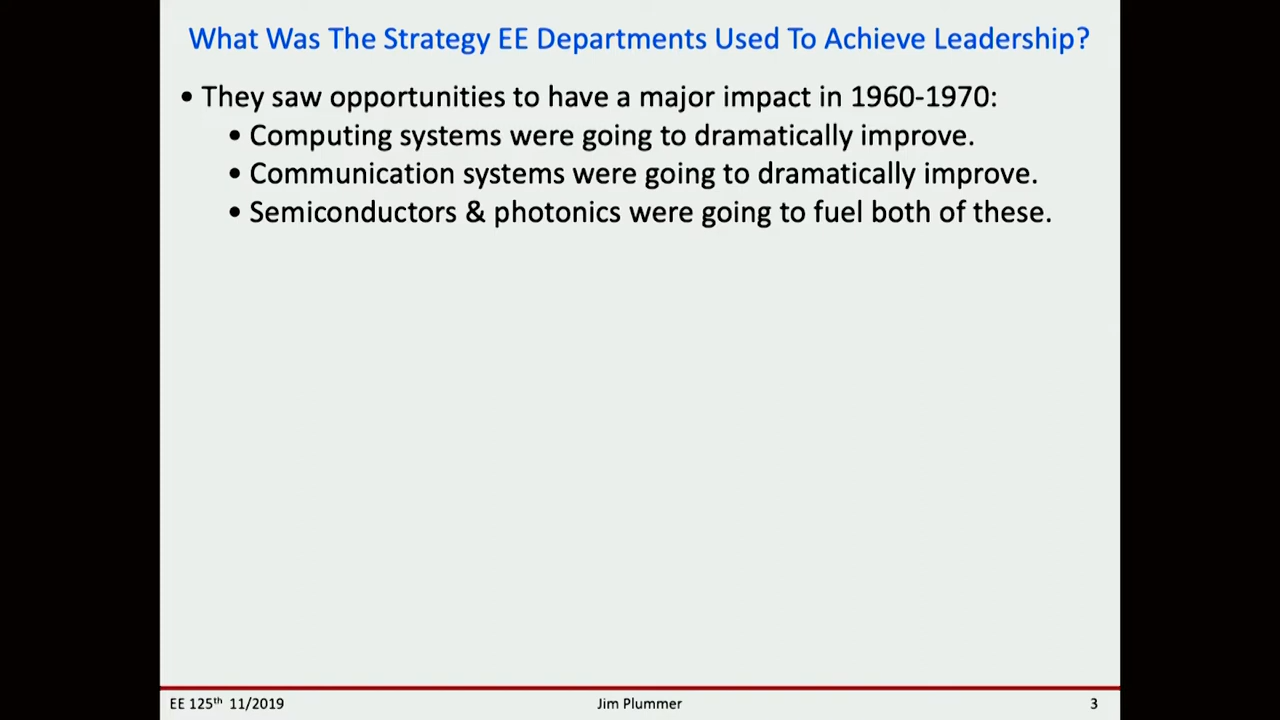 What Was The Strategy EE Departments Used To Achieve Leadership?
• They saw opportunities to have a major impact in 1960-1970:
• Computing systems were going to dramatically improve.
• Communication systems were going to dramatically improve.
• Semiconductors & photonics were going to fuel both of these.
EE 125th 11/2019 Jim Plummer 3